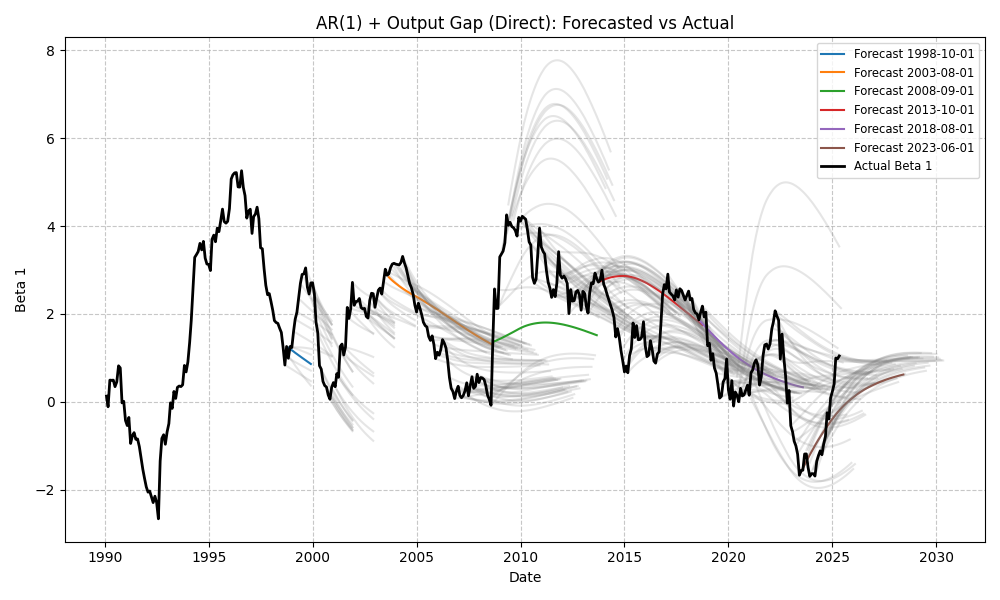 AR(1) + Output Gap (Direct): Forecasted vs Actual
Forecast 1998-10-01
Forecast 2003-08-01
Forecast 2008-09-01
Forecast 2013-10-01
Forecast 2018-08-01
Forecast 2023-06-01
Actual Beta 1
Beta 1
8
6
4
2
0
−2
1990 1995 2000 2005 2010 2015 2020 2025 2030
Date